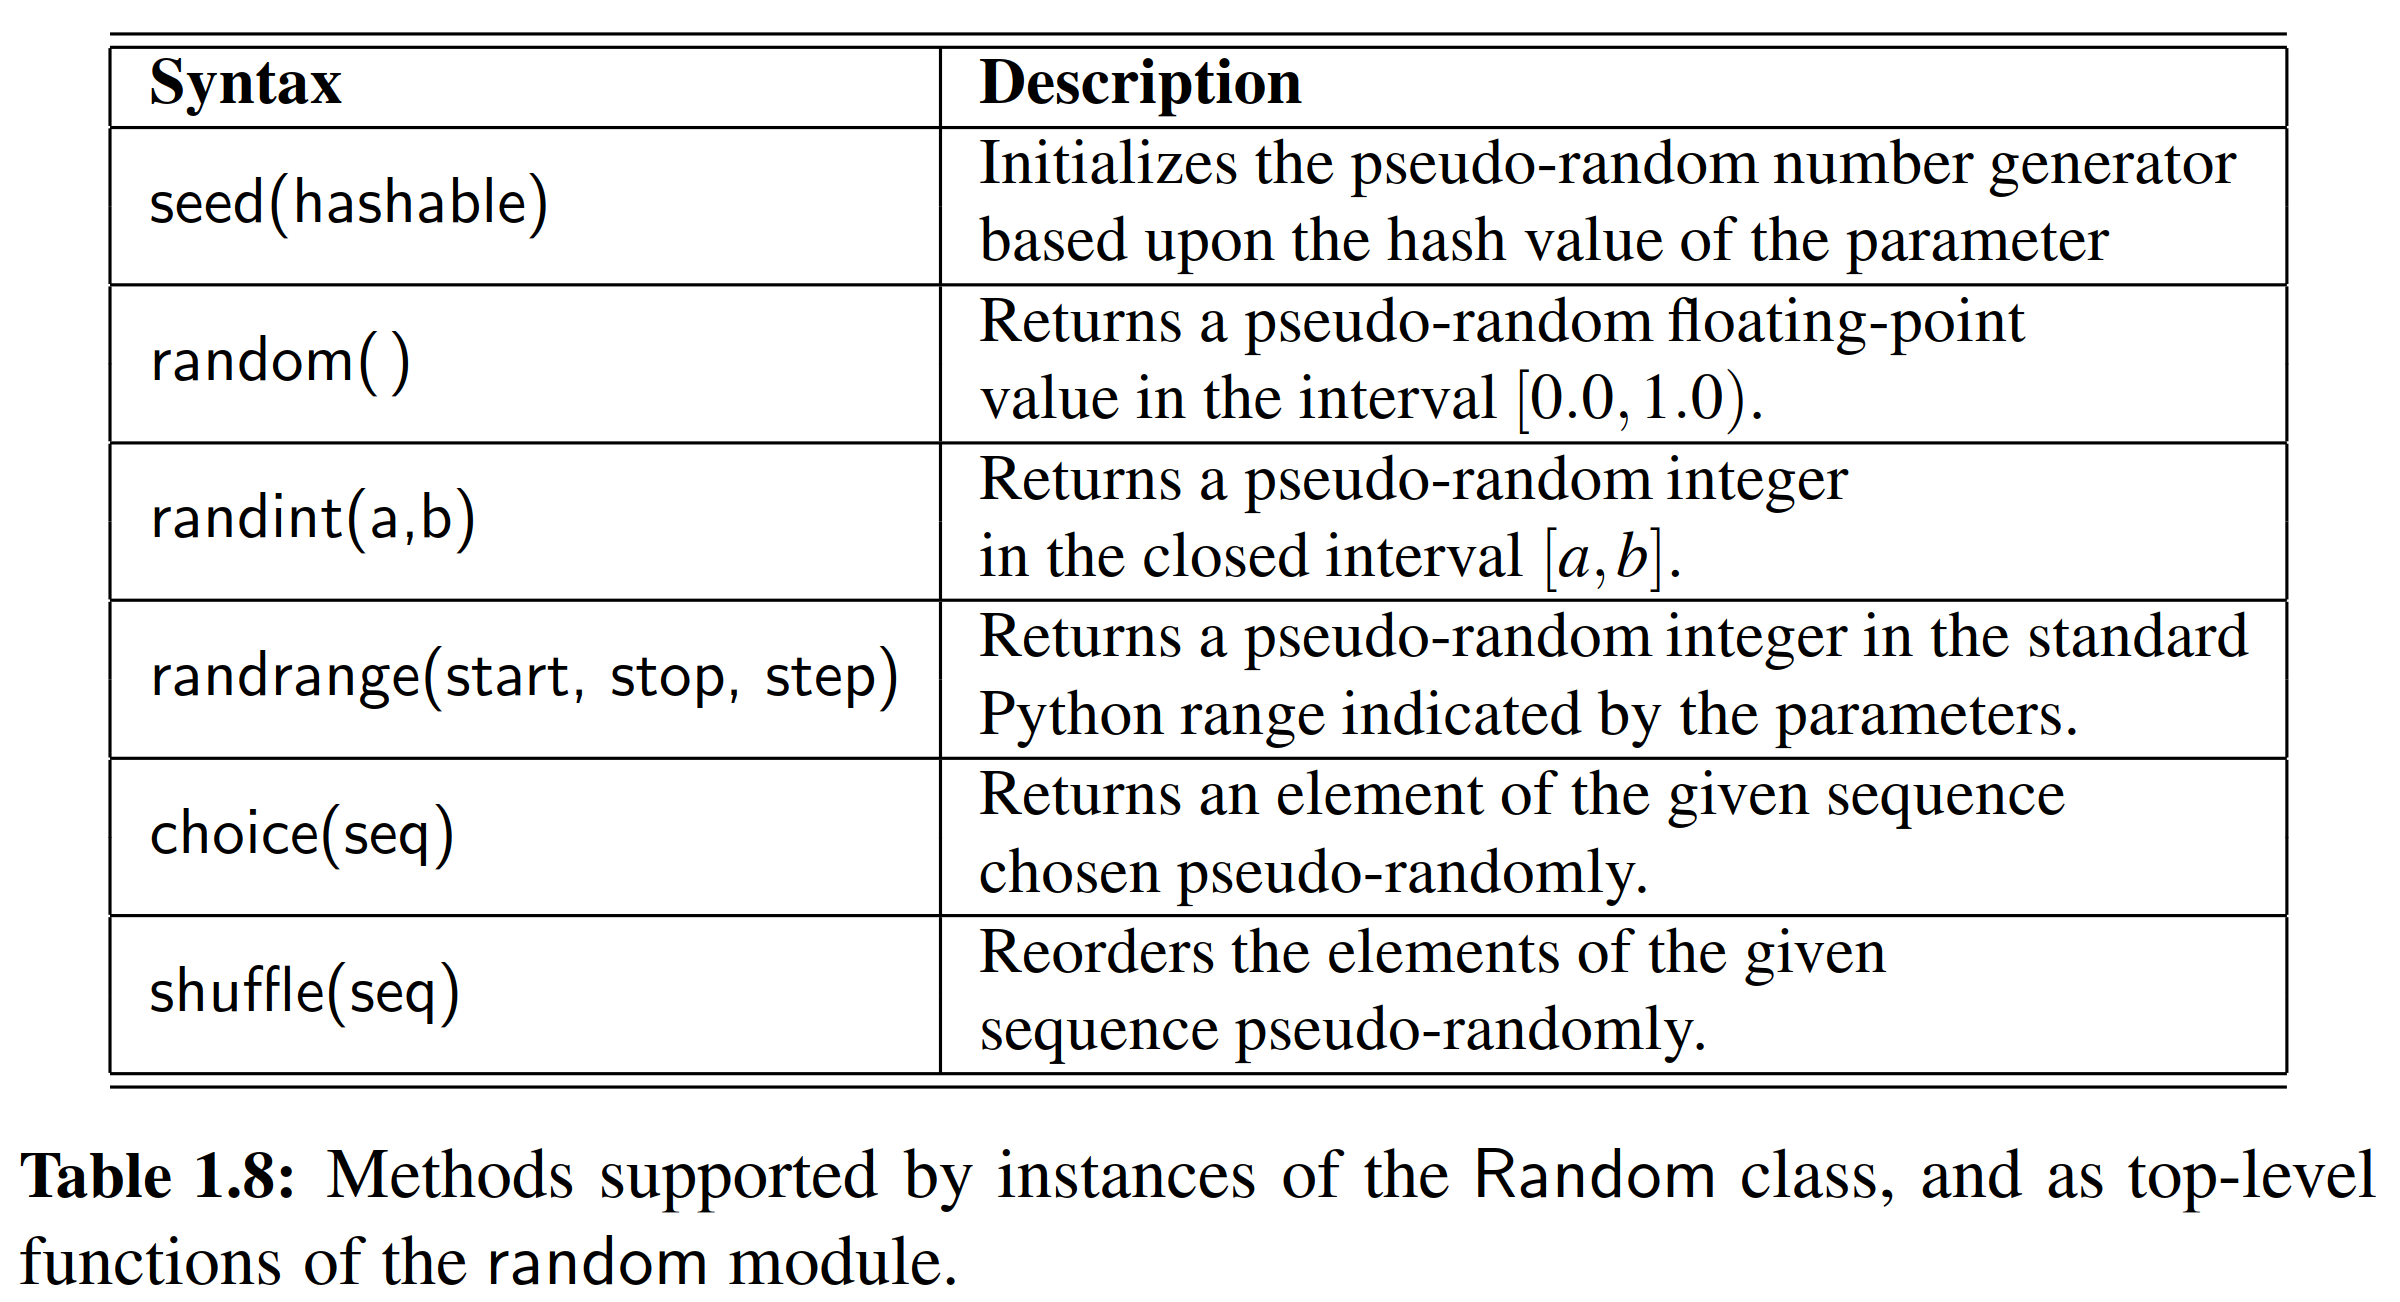 Syntax Description
seed(hashable) Initializes the pseudo-random number generator
based upon the hash value of the parameter
random( ) Returns a pseudo-random floating-point
value in the interval [0.0, 1.0).
randint(a,b) Returns a pseudo-random integer
in the closed interval [a, b].
randrange(start, stop, step) Returns a pseudo-random integer in the standard
Python range indicated by the parameters.
choice(seq) Returns an element of the given sequence
chosen pseudo-randomly.
shuffle(seq) Reorders the elements of the given
sequence pseudo-randomly.
Table 1.8: Methods supported by instances of the Random class, and as top-level
functions of the random module.